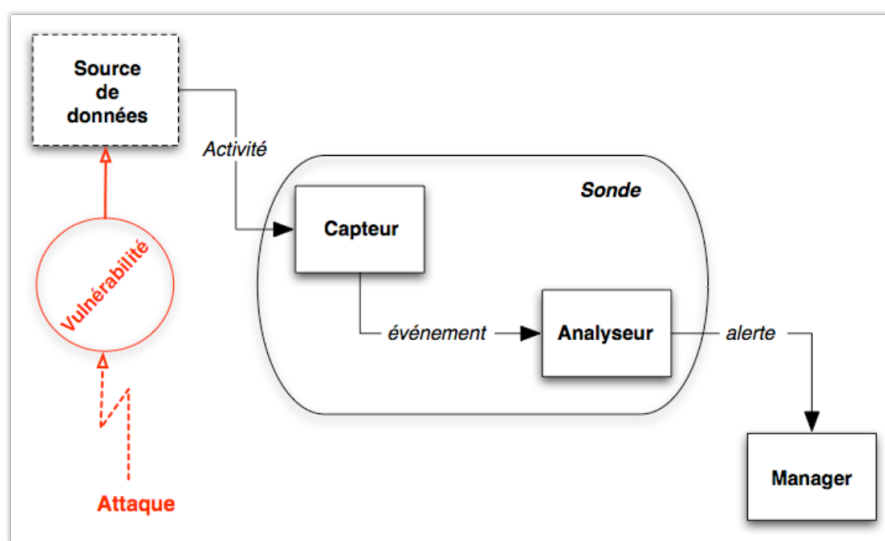 Source
de
données
Activité
Sonde
Capteur
Vulnérabilité
événement
Analyseur
alerte
Manager
Attaque